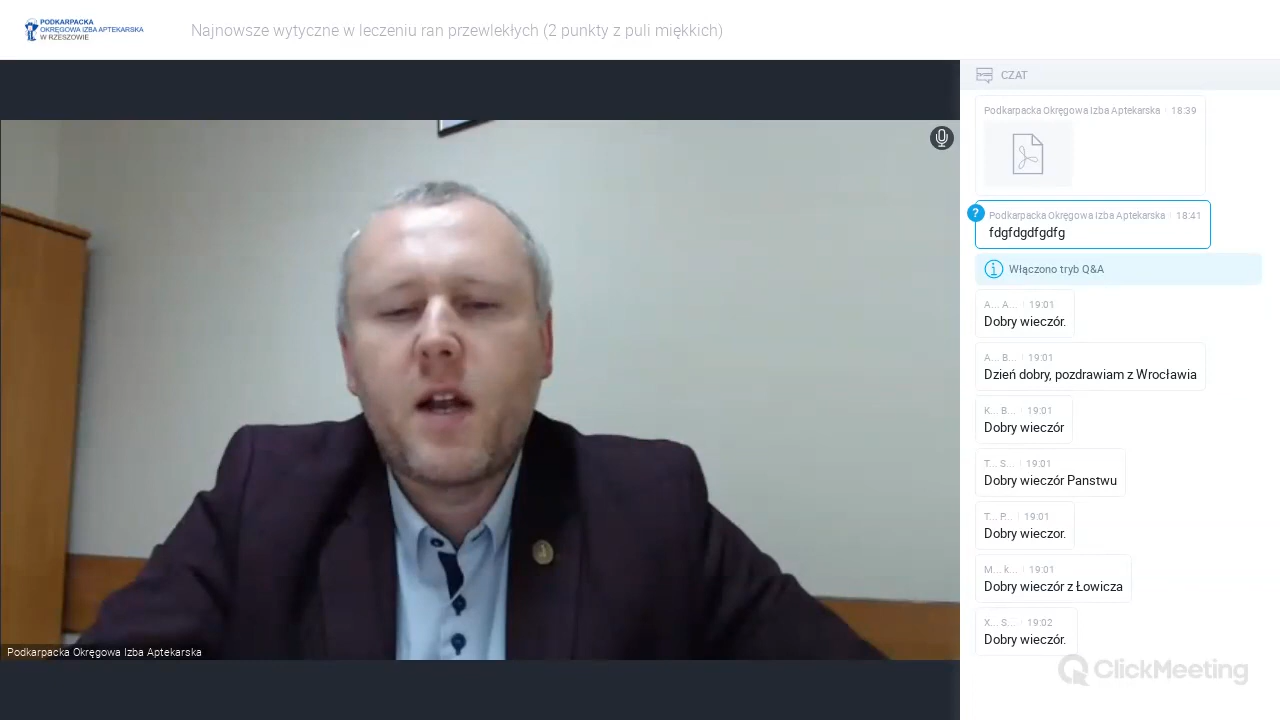 PODKARPACKA
OKRĘGOWA IZBA APTEKARSKA
W RZESZOWIE
Najnowsze wytyczne w leczeniu ran przewlekłych (2 punkty z puli miękkich)
CZAT
Podkarpacka Okręgowa Izba Aptekarska 18:39
? Podkarpacka Okręgowa Izba Aptekarska 18:41
fdgfdgdfgdfg
Włączono tryb Q&A
A... A... 19:01
Dobry wieczór.
A... B... 19:01
Dzień dobry, pozdrawiam z Wrocławia
K... B... 19:01
Dobry wieczór
T... S... 19:01
Dobry wieczór Panstwu
T... P... 19:01
Dobry wieczor.
M... k... 19:01
Dobry wieczór z Łowicza
X... S... 19:02
Dobry wieczór.
Podkarpacka Okręgowa Izba Aptekarska
ClickMeeting